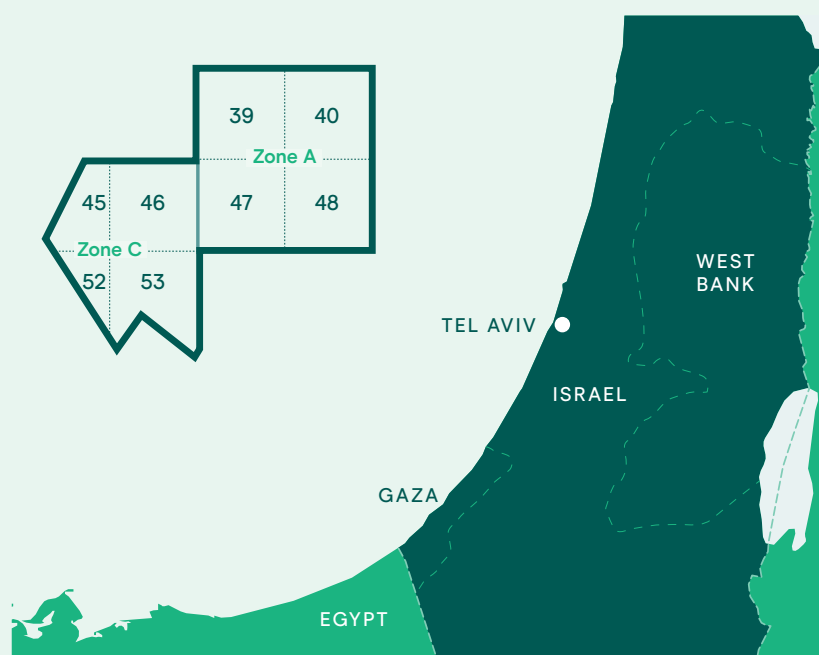 39 40
Zone A
45 46 47 48
Zone C
52 53
WEST
BANK
TEL AVIV
ISRAEL
GAZA
EGYPT